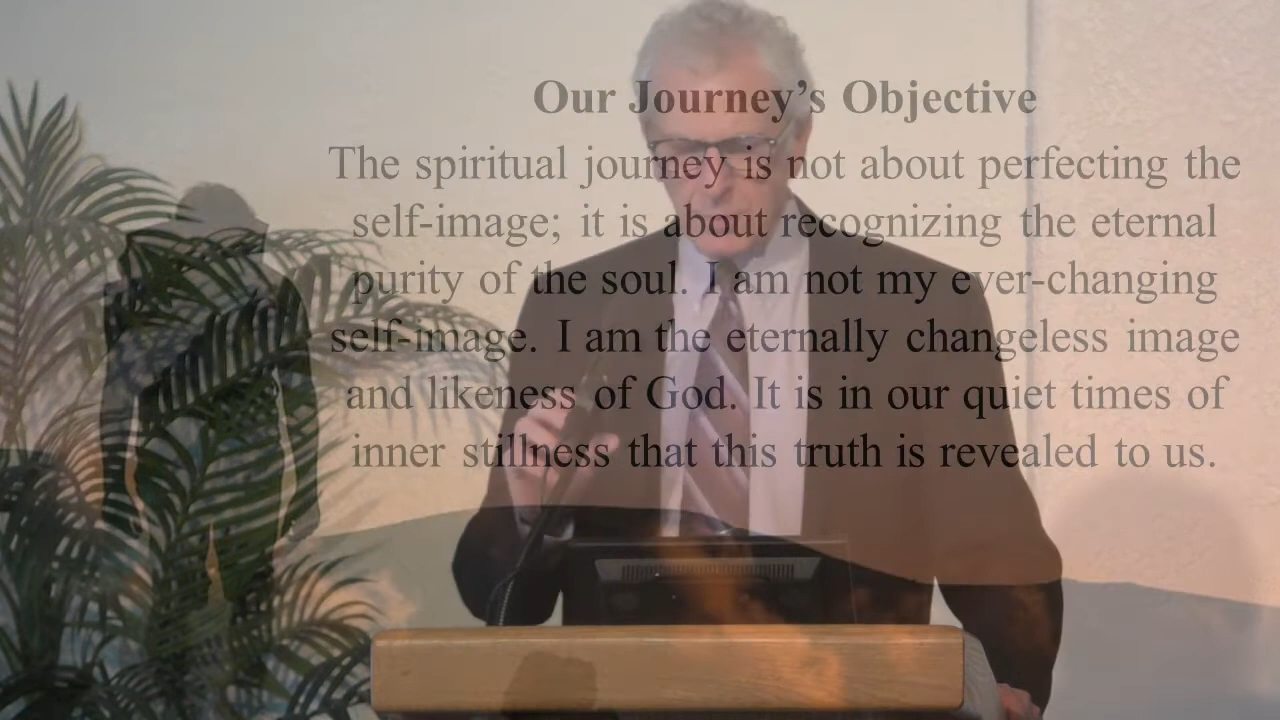 Our Journey's Objective
The spiritual journey is not about perfecting the
self-image; it is about recognizing the eternal
purity of the soul. I am not my ever-changing
self-image. I am the eternally changeless image
and likeness of God. It is in our quiet times of
inner stillness that this truth is revealed to us.